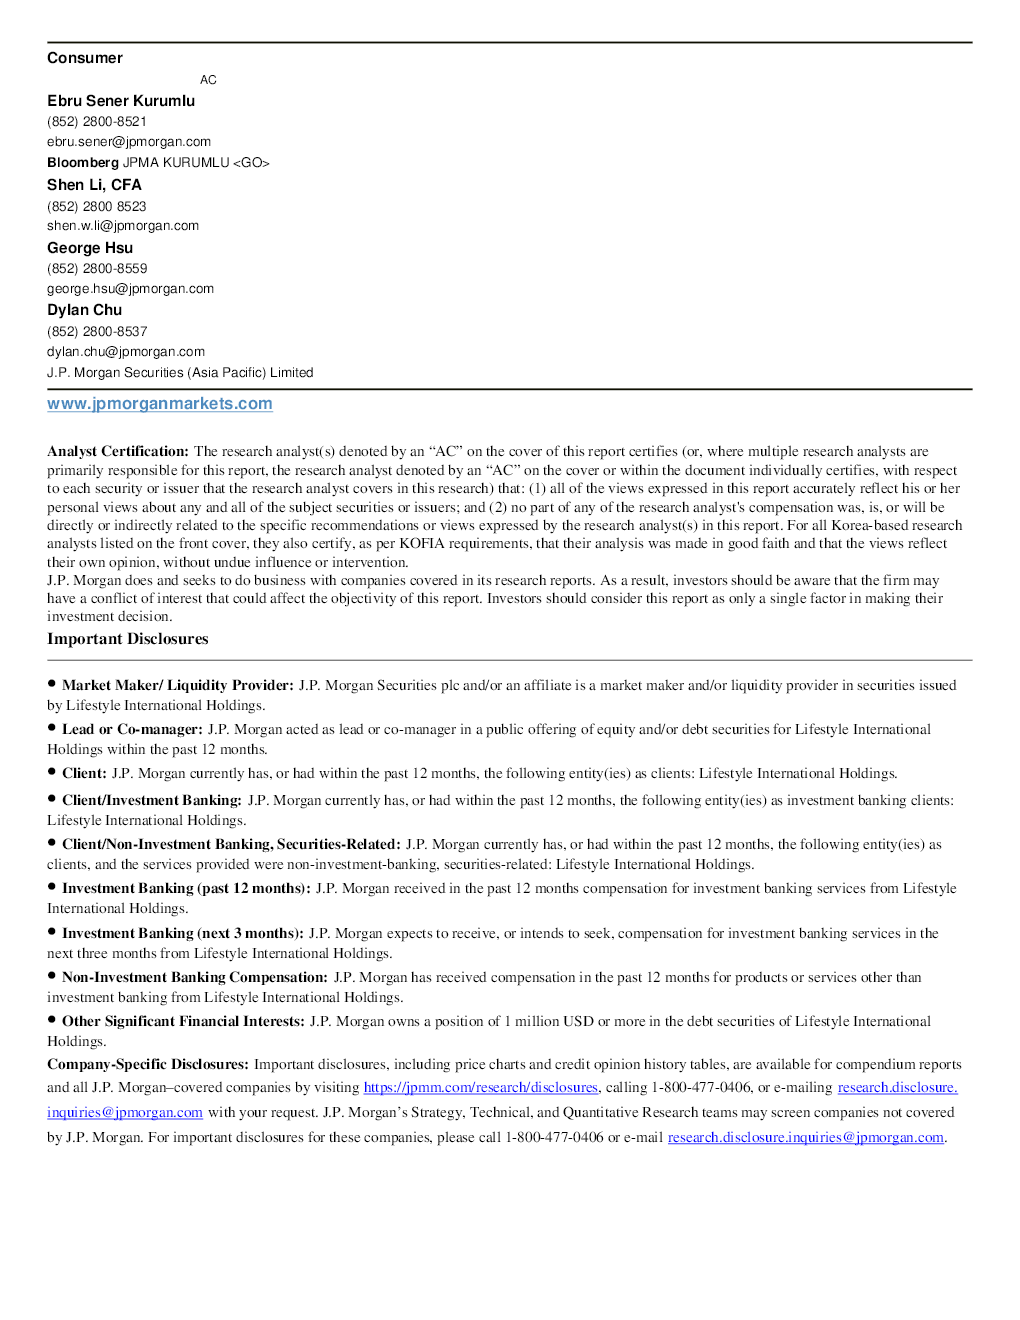 Consumer
AC
Ebru Sener Kurumlu
(852) 2800-8521
ebru.sener@jpmorgan.com
Bloomberg JPMA KURUMLU <GO>
Shen Li, CFA
(852) 2800 8523
shen.w.li@jpmorgan.com
George Hsu
(852) 2800-8559
george.hsu@jpmorgan.com
Dylan Chu
(852) 2800-8537
dylan.chu@jpmorgan.com
J.P. Morgan Securities (Asia Pacific) Limited
www.jpmorganmarkets.com
Analyst Certification: The research analyst(s) denoted by an “AC” on the cover of this report certifies (or, where multiple research analysts are
primarily responsible for this report, the research analyst denoted by an “AC” on the cover or within the document individually certifies, with respect
to each security or issuer that the research analyst covers in this research) that: (1) all of the views expressed in this report accurately reflect his or her
personal views about any and all of the subject securities or issuers; and (2) no part of any of the research analyst's compensation was, is, or will be
directly or indirectly related to the specific recommendations or views expressed by the research analyst(s) in this report. For all Korea-based research
analysts listed on the front cover, they also certify, as per KOFIA requirements, that their analysis was made in good faith and that the views reflect
their own opinion, without undue influence or intervention.
J.P. Morgan does and seeks to do business with companies covered in its research reports. As a result, investors should be aware that the firm may
have a conflict of interest that could affect the objectivity of this report. Investors should consider this report as only a single factor in making their
investment decision.
Important Disclosures
• Market Maker/ Liquidity Provider: J.P. Morgan Securities plc and/or an affiliate is a market maker and/or liquidity provider in securities issued
by Lifestyle International Holdings.
• Lead or Co-manager: J.P. Morgan acted as lead or co-manager in a public offering of equity and/or debt securities for Lifestyle International
Holdings within the past 12 months.
• Client: J.P. Morgan currently has, or had within the past 12 months, the following entity(ies) as clients: Lifestyle International Holdings.
• Client/Investment Banking: J.P. Morgan currently has, or had within the past 12 months, the following entity(ies) as investment banking clients:
Lifestyle International Holdings.
• Client/Non-Investment Banking, Securities-Related: J.P. Morgan currently has, or had within the past 12 months, the following entity(ies) as
clients, and the services provided were non-investment-banking, securities-related: Lifestyle International Holdings.
• Investment Banking (past 12 months): J.P. Morgan received in the past 12 months compensation for investment banking services from Lifestyle
International Holdings.
• Investment Banking (next 3 months): J.P. Morgan expects to receive, or intends to seek, compensation for investment banking services in the
next three months from Lifestyle International Holdings.
• Non-Investment Banking Compensation: J.P. Morgan has received compensation in the past 12 months for products or services other than
investment banking from Lifestyle International Holdings.
• Other Significant Financial Interests: J.P. Morgan owns a position of 1 million USD or more in the debt securities of Lifestyle International
Holdings.
Company-Specific Disclosures: Important disclosures, including price charts and credit opinion history tables, are available for compendium reports
and all J.P. Morgan–covered companies by visiting https://jpmm.com/research/disclosures, calling 1-800-477-0406, or e-mailing research.disclosure.
inquiries@jpmorgan.com with your request. J.P. Morgan’s Strategy, Technical, and Quantitative Research teams may screen companies not covered
by J.P. Morgan. For important disclosures for these companies, please call 1-800-477-0406 or e-mail research.disclosure.inquiries@jpmorgan.com.